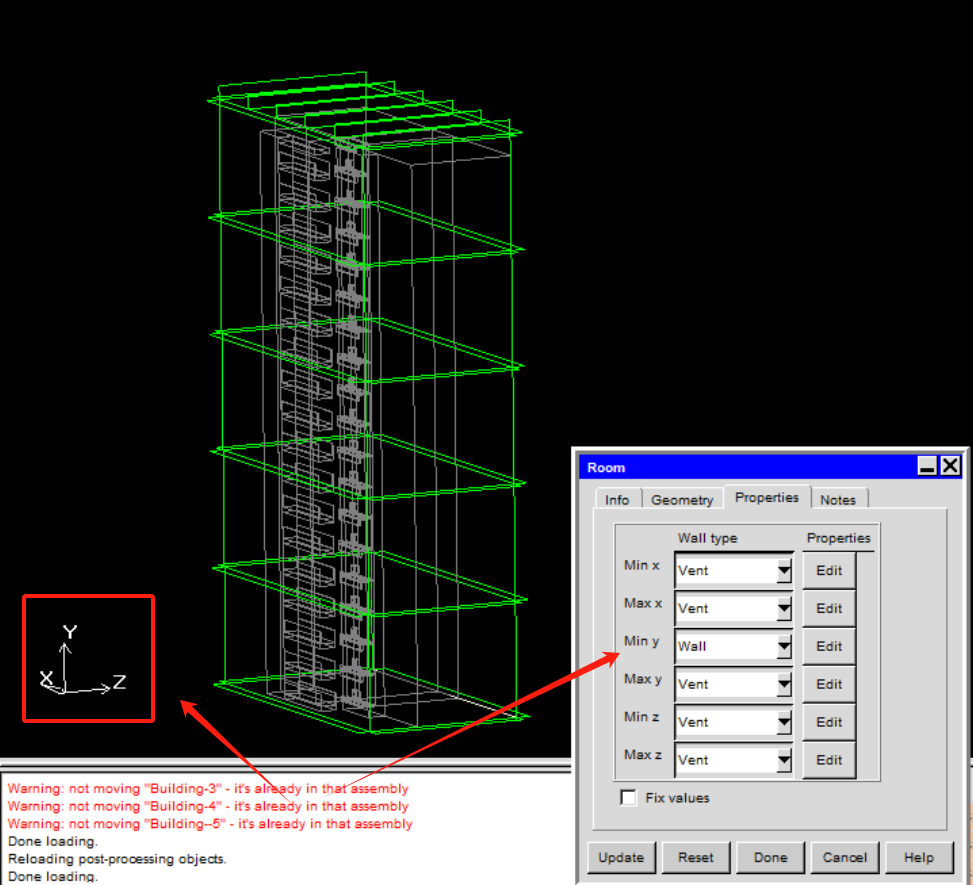 Y
X
Z
Room
Info Geometry Properties Notes
Wall type Properties
Min x Vent Edit
Max x Vent Edit
Min y Wall Edit
Max y Vent Edit
Min z Vent Edit
Max z Vent Edit
Fix values
Update Reset Done Cancel Help
Warning: not moving "Building-3" - it's already in that assembly
Warning: not moving "Building-4" - it's already in that assembly
Warning: not moving "Building--5" - it's already in that assembly
Done loading.
Reloading post-processing objects.
Done loading.